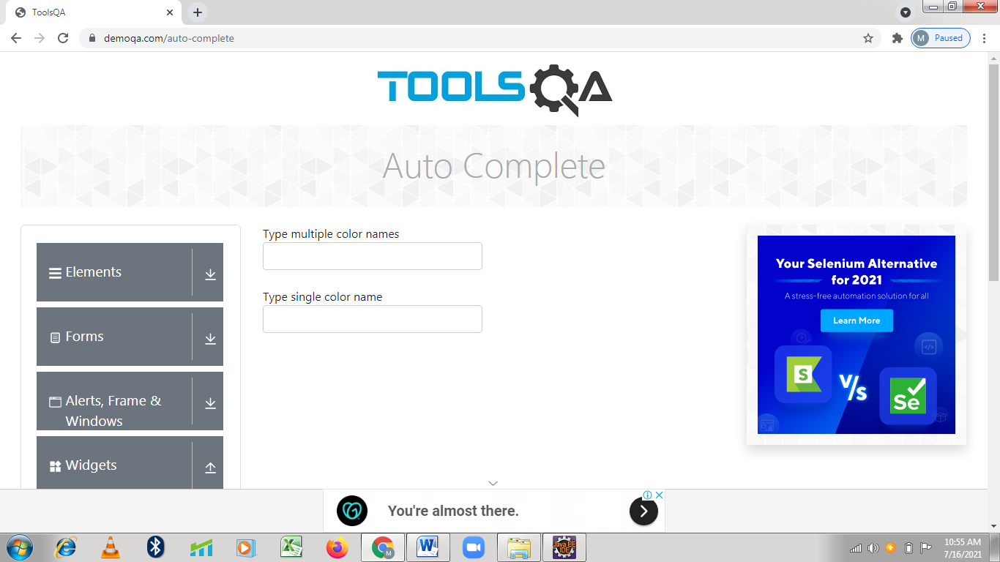 ToolsQA
demoqa.com/auto-complete
M
Paused
TOOLSQA
Auto Complete
Elements
Forms
Alerts, Frame &
Windows
Widgets
Type multiple color names
Type single color name
Your Selenium Alternative
for 2021
A stress-free automation solution for all
Learn More
S
V/s
Se
You're almost there.
M
Java EE
IDE
10:55 AM
7/16/2021